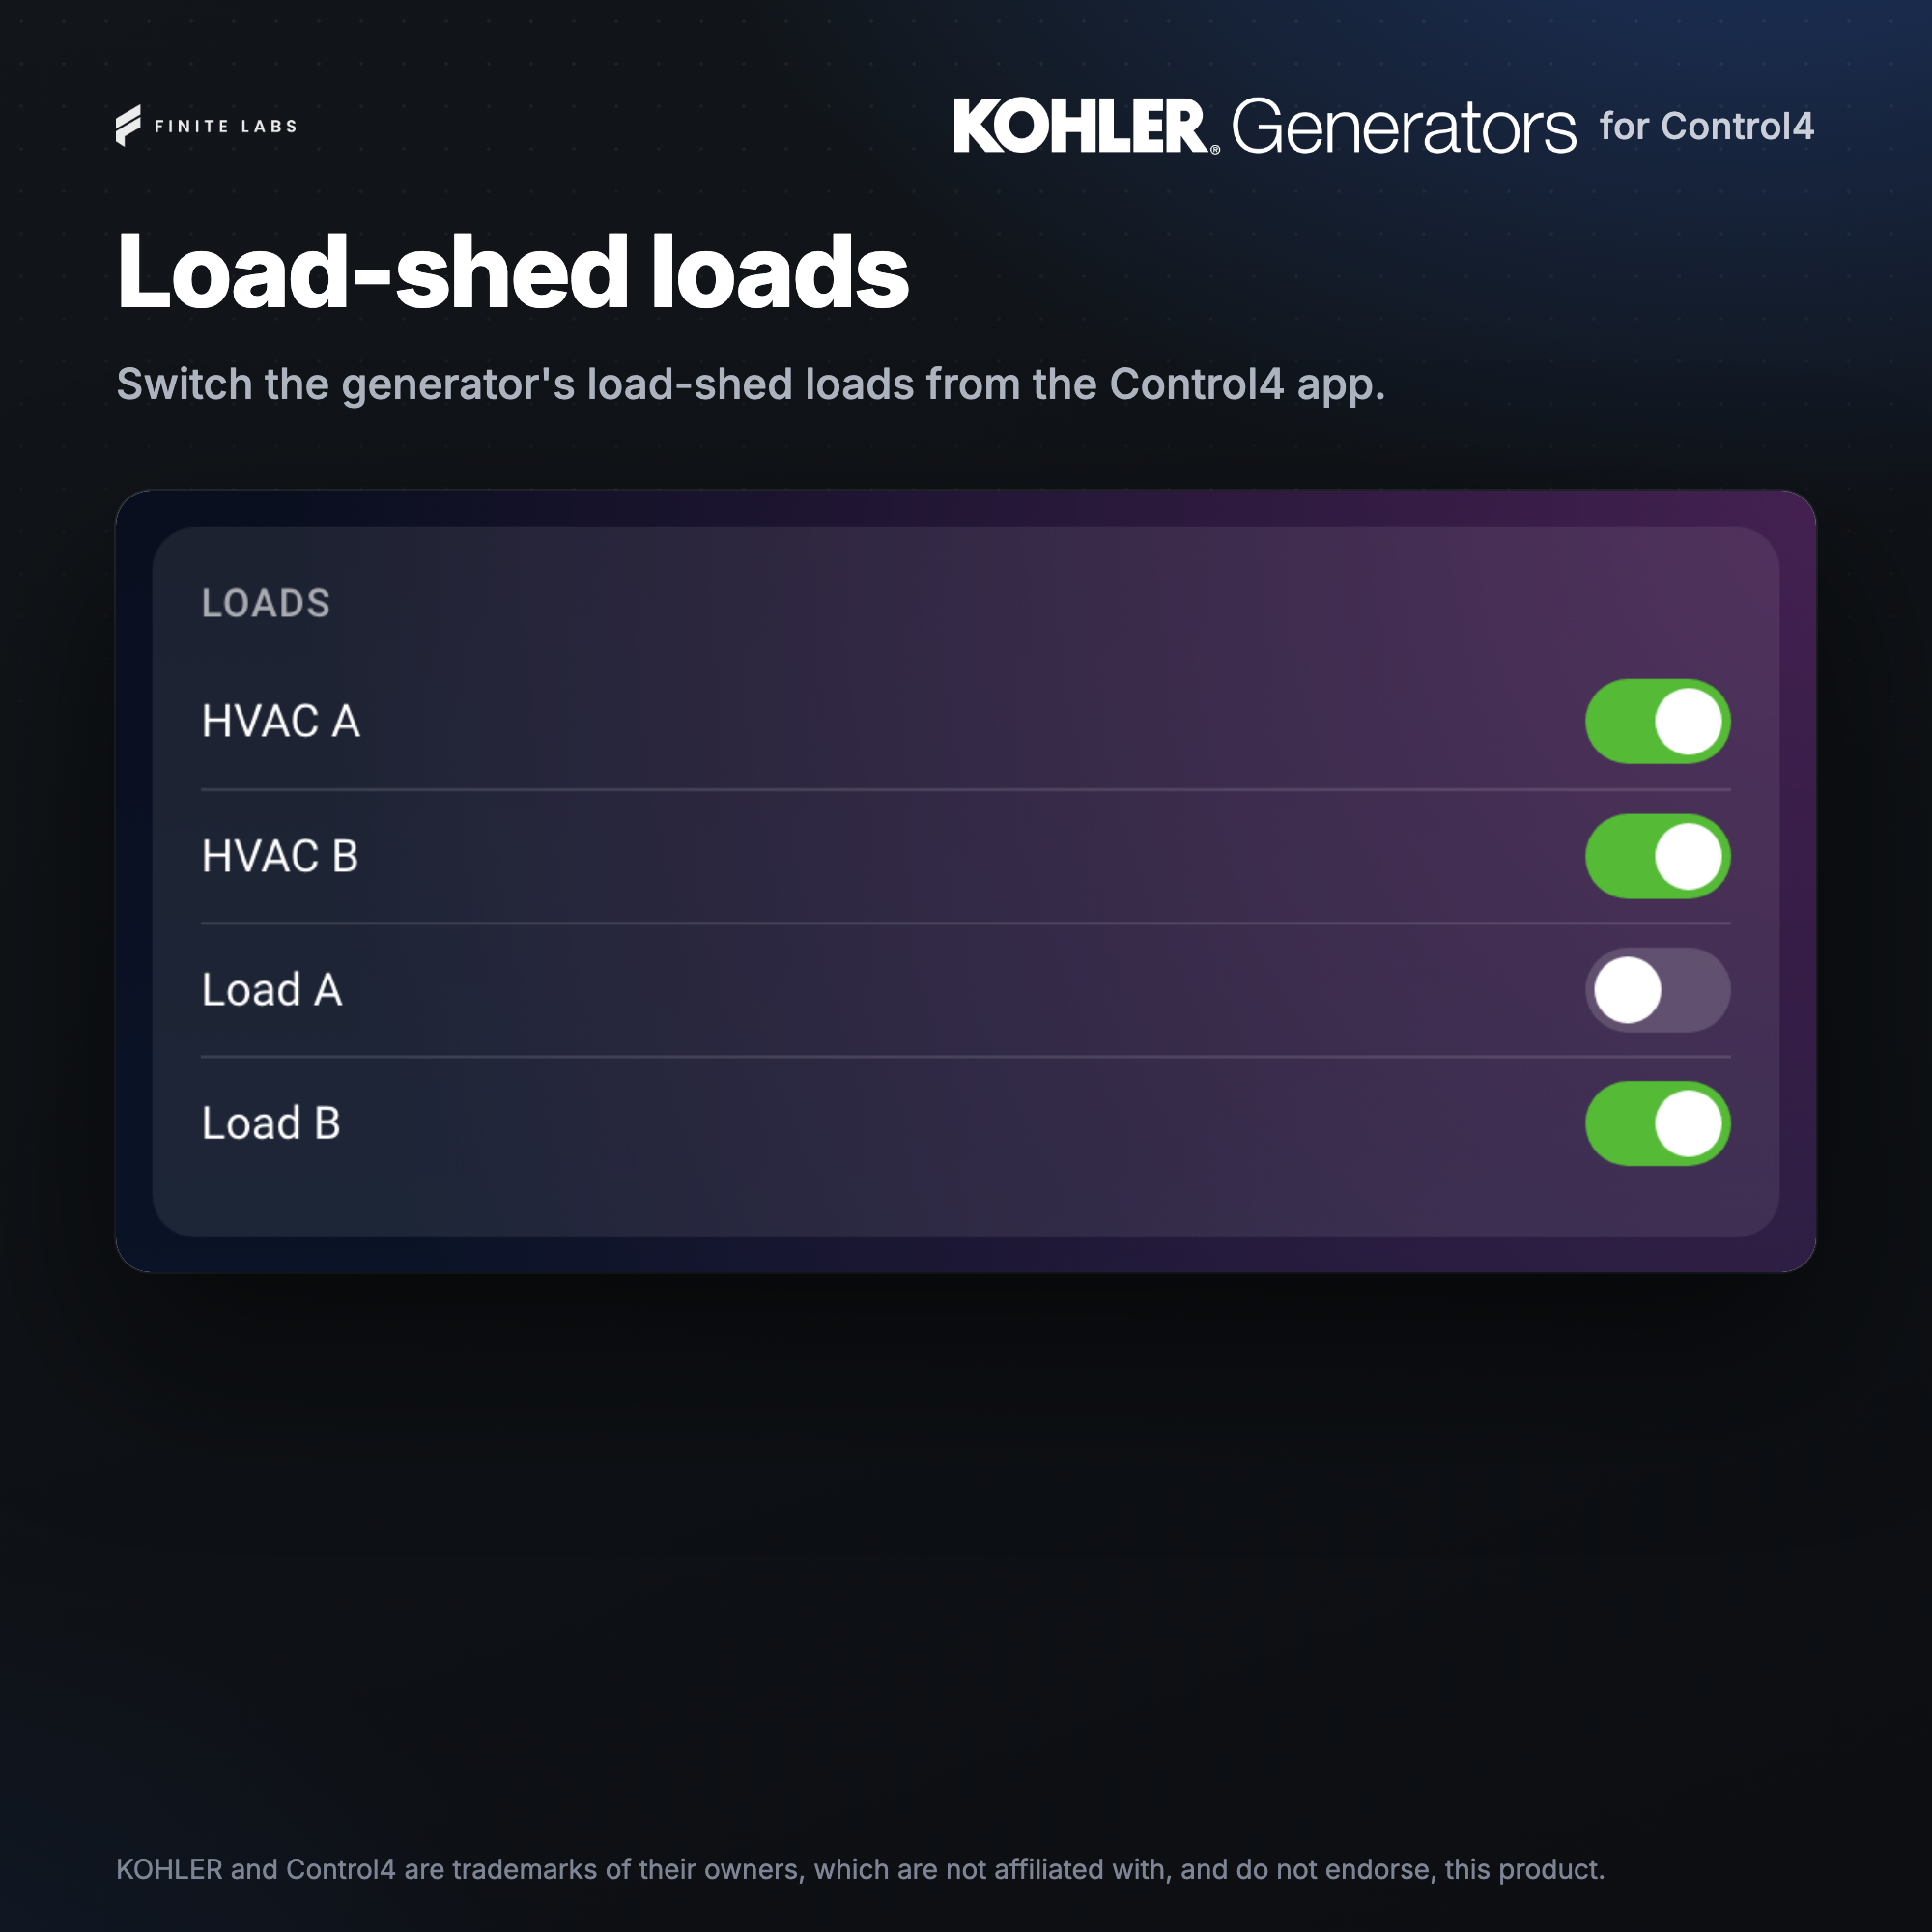 FINITE LABS
KOHLER® Generators for Control4
Load-shed loads
Switch the generator's load-shed loads from the Control4 app.
LOADS
HVAC A
HVAC B
Load A
Load B
KOHLER and Control4 are trademarks of their owners, which are not affiliated with, and do not endorse, this product.